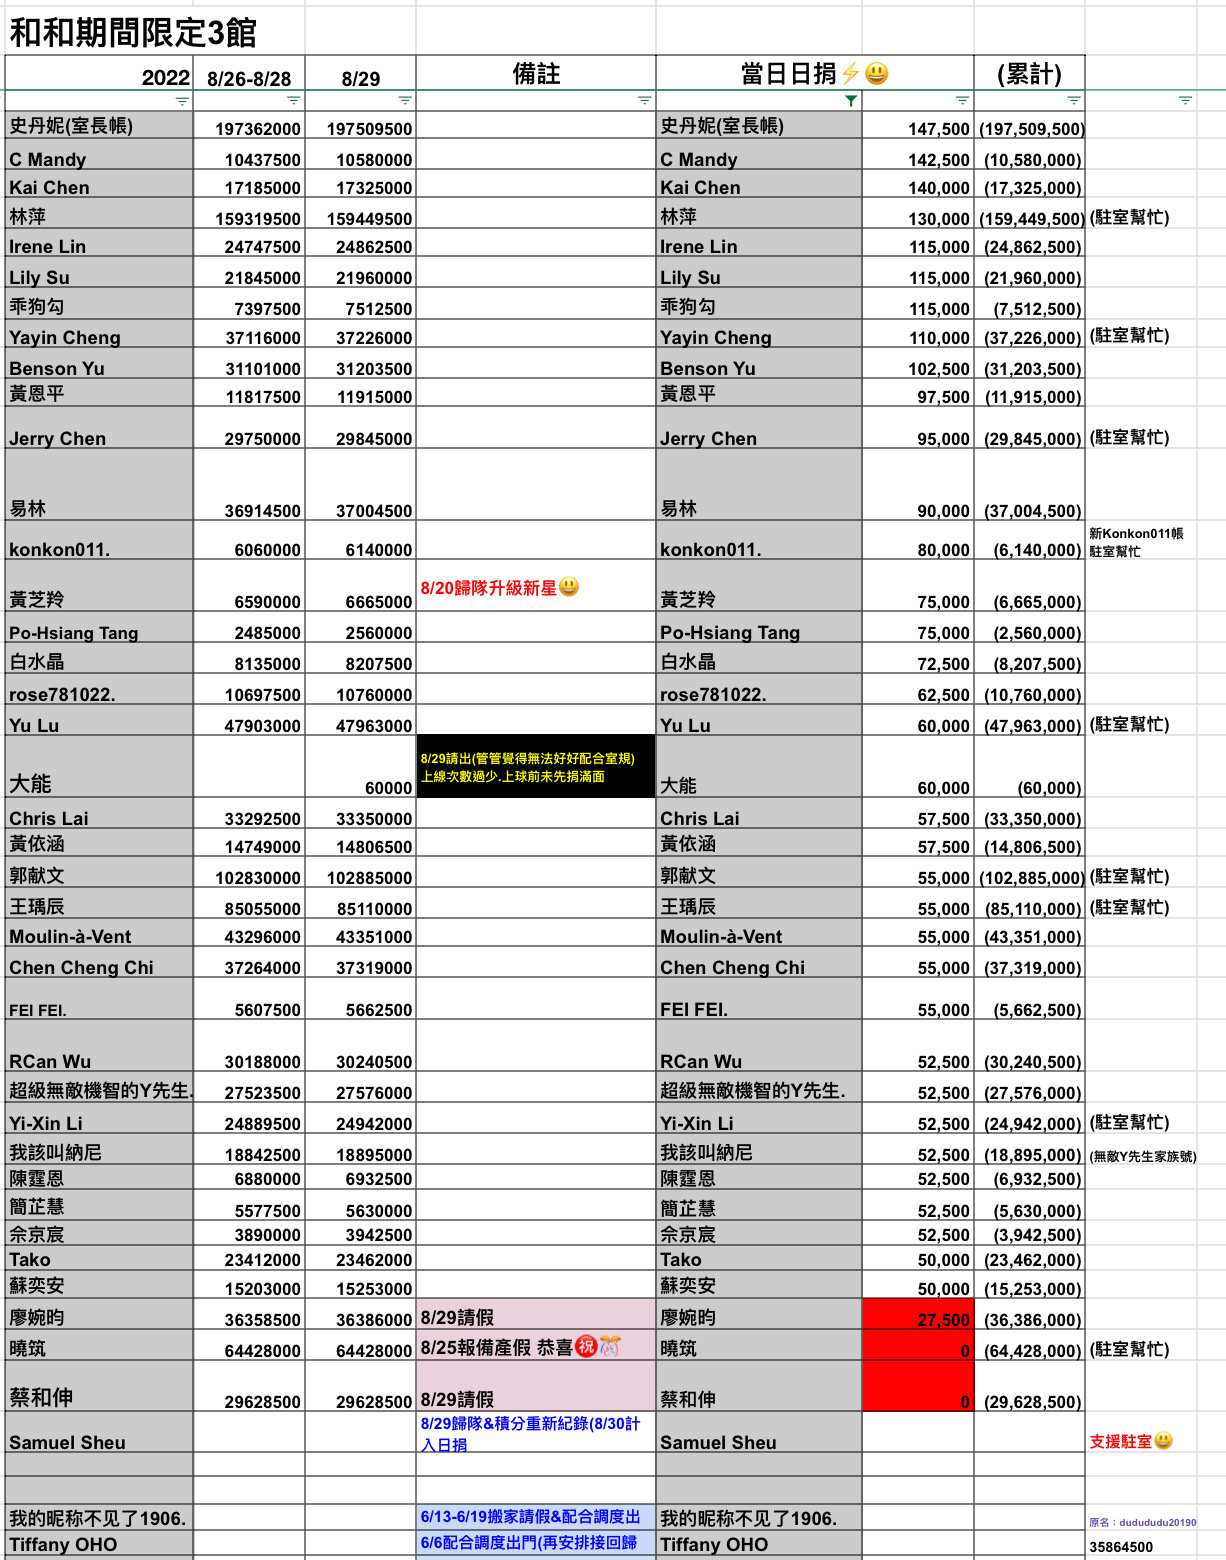 和和期間限定3館
2022 8/26-8/28 8/29 備註 當日日捐⚡😃 (累計)
史丹妮(室長帳) 197362000 197509500 史丹妮(室長帳) 147,500 (197,509,500)
C Mandy 10437500 10580000 C Mandy 142,500 (10,580,000)
Kai Chen 17185000 17325000 Kai Chen 140,000 (17,325,000)
林萍 159319500 159449500 林萍 130,000 (159,449,500) (駐室幫忙)
Irene Lin 24747500 24862500 Irene Lin 115,000 (24,862,500)
Lily Su 21845000 21960000 Lily Su 115,000 (21,960,000)
乖狗勾 7397500 7512500 乖狗勾 115,000 (7,512,500)
Yayin Cheng 37116000 37226000 Yayin Cheng 110,000 (37,226,000) (駐室幫忙)
Benson Yu 31101000 31203500 Benson Yu 102,500 (31,203,500)
黃恩平 11817500 11915000 黃恩平 97,500 (11,915,000)
Jerry Chen 29750000 29845000 Jerry Chen 95,000 (29,845,000) (駐室幫忙)
易林 36914500 37004500 易林 90,000 (37,004,500)
新Konkon011帳
konkon011. 6060000 6140000 konkon011. 80,000 (6,140,000) 駐室幫忙
黃芝羚 6590000 6665000 8/20歸隊升級新星😃 黃芝羚 75,000 (6,665,000)
Po-Hsiang Tang 2485000 2560000 Po-Hsiang Tang 75,000 (2,560,000)
白水晶 8135000 8207500 白水晶 72,500 (8,207,500)
rose781022. 10697500 10760000 rose781022. 62,500 (10,760,000)
Yu Lu 47903000 47963000 Yu Lu 60,000 (47,963,000) (駐室幫忙)
8/29請出(管管覺得無法好好配合室規)
上線次數過少.上球前未先捐滿面
大能 60000 大能 60,000 (60,000)
Chris Lai 33292500 33350000 Chris Lai 57,500 (33,350,000)
黃依涵 14749000 14806500 黃依涵 57,500 (14,806,500)
郭献文 102830000 102885000 郭献文 55,000 (102,885,000) (駐室幫忙)
王瑀辰 85055000 85110000 王瑀辰 55,000 (85,110,000) (駐室幫忙)
Moulin-à-Vent 43296000 43351000 Moulin-à-Vent 55,000 (43,351,000)
Chen Cheng Chi 37264000 37319000 Chen Cheng Chi 55,000 (37,319,000)
FEI FEI. 5607500 5662500 FEI FEI. 55,000 (5,662,500)
RCan Wu 30188000 30240500 RCan Wu 52,500 (30,240,500)
超級無敵機智的Y先生. 27523500 27576000 超級無敵機智的Y先生. 52,500 (27,576,000)
Yi-Xin Li 24889500 24942000 Yi-Xin Li 52,500 (24,942,000) (駐室幫忙)
我該叫納尼 18842500 18895000 我該叫納尼 52,500 (18,895,000) (無敵Y先生家族號)
陳霆恩 6880000 6932500 陳霆恩 52,500 (6,932,500)
簡芷慧 5577500 5630000 簡芷慧 52,500 (5,630,000)
佘京宸 3890000 3942500 佘京宸 52,500 (3,942,500)
Tako 23412000 23462000 Tako 50,000 (23,462,000)
蘇奕安 15203000 15253000 蘇奕安 50,000 (15,253,000)
廖婉昀 36358500 36386000 8/29請假 廖婉昀 27,500 (36,386,000)
曉筑 64428000 64428000 8/25報備產假 恭喜㊗️🎊 曉筑 0 (64,428,000) (駐室幫忙)
蔡和伸 29628500 29628500 8/29請假 蔡和伸 0 (29,628,500)
8/29歸隊&積分重新紀錄(8/30計
入日捐
Samuel Sheu Samuel Sheu 支援駐室😃
我的昵称不见了1906. 6/13-6/19搬家請假&配合調度出 我的昵称不见了1906. 原名：dudududu20190
Tiffany OHO 6/6配合調度出門(再安排接回歸 Tiffany OHO 35864500